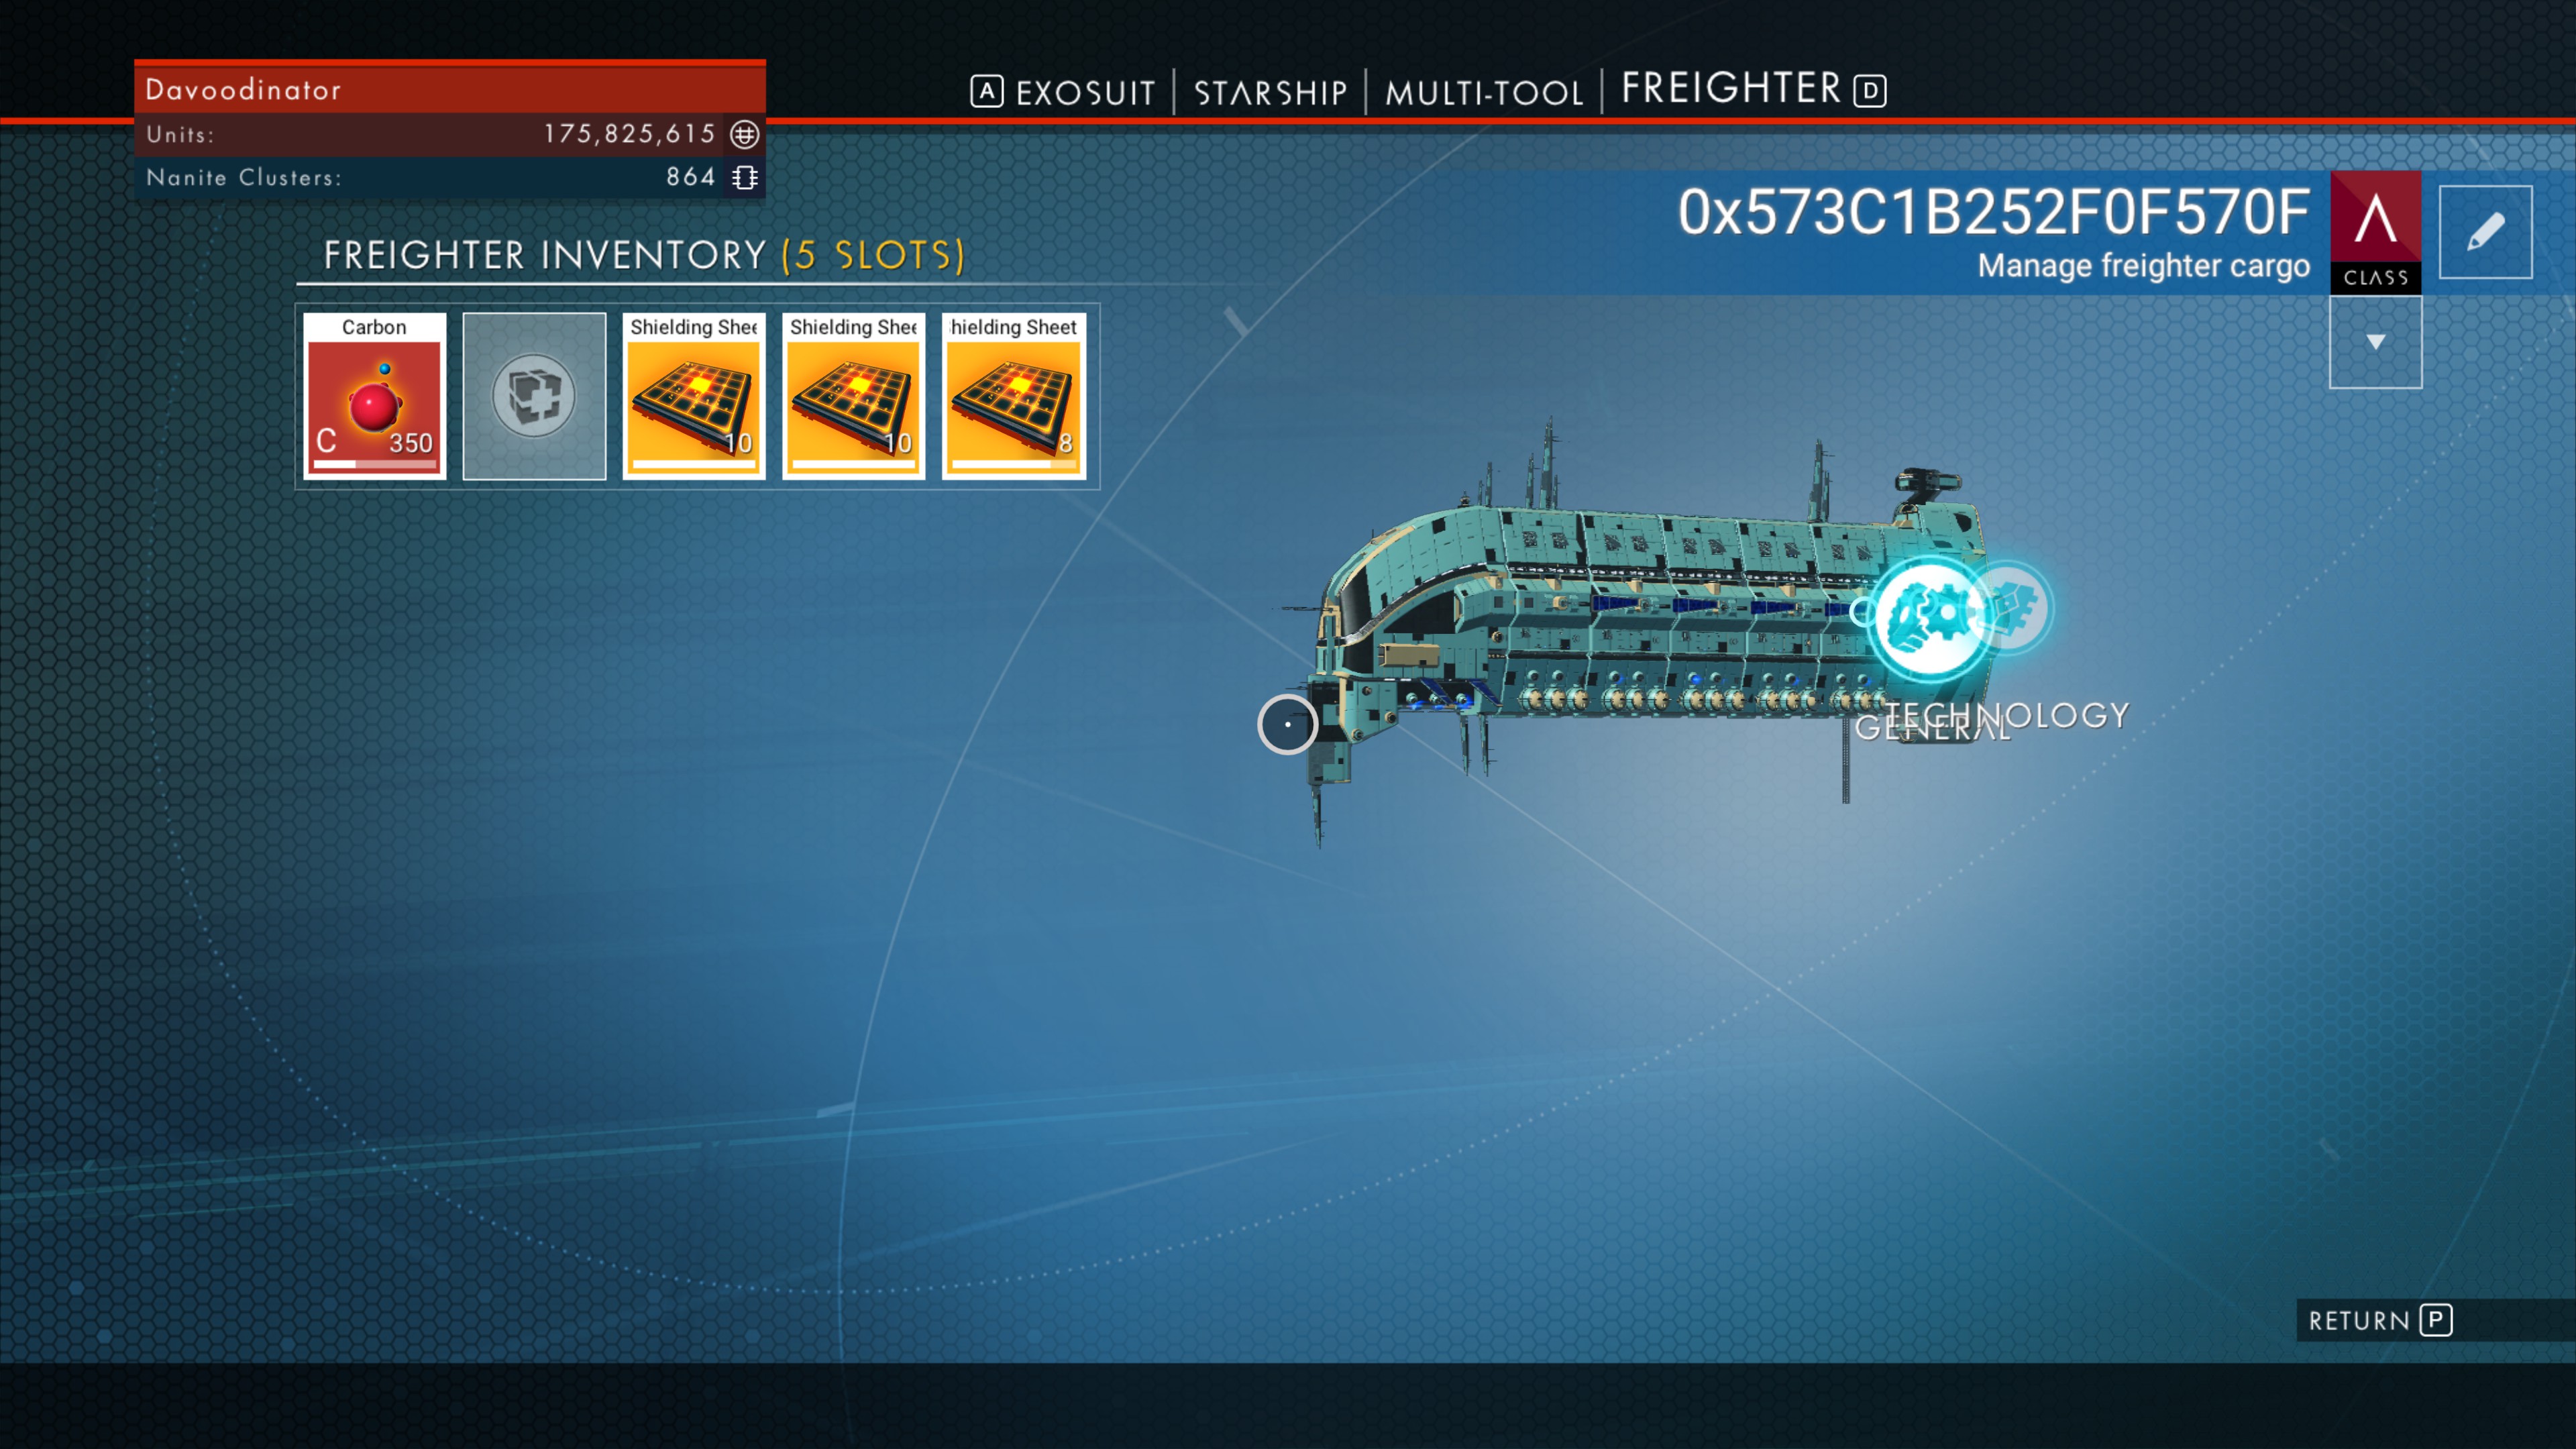 Davoodinator
Units: 175,825,615
Nanite Clusters: 864
A EXOSUIT STARSHIP MULTI-TOOL FREIGHTER D
0x573C1B252F0F570F
Manage freighter cargo
CLASS
FREIGHTER INVENTORY (5 SLOTS)
Carbon
C 350
Shielding Shee
10
Shielding Shee
10
hielding Sheet
8
TECHNOLOGY
GENERAL
RETURN P